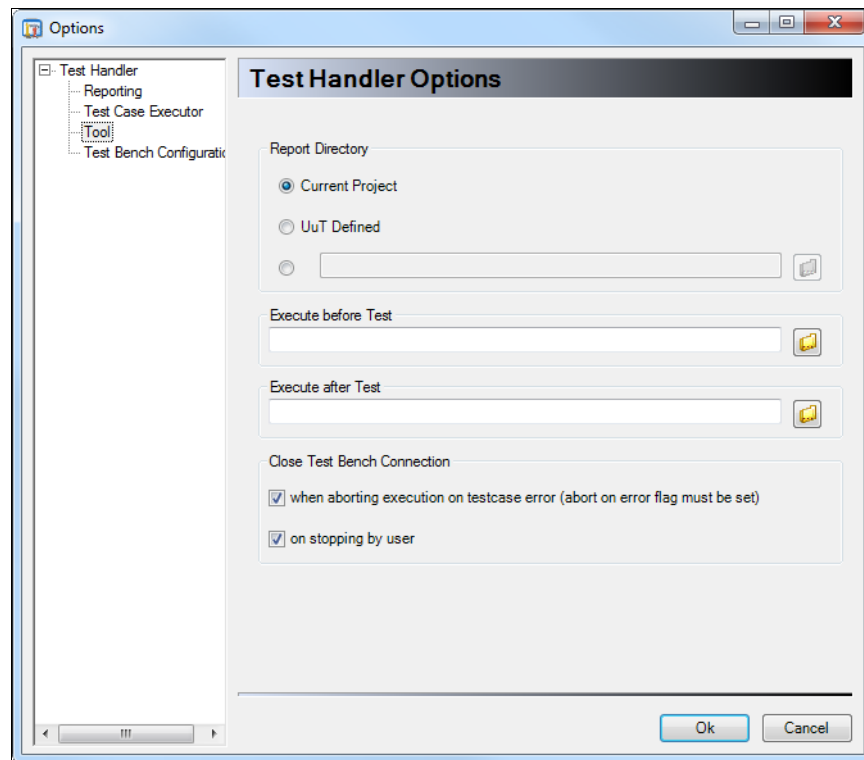 Options
Test Handler
Reporting
Test Case Executor
Tool
Test Bench Configuratic
Test Handler Options
Report Directory
Current Project
UuT Defined
Execute before Test
Execute after Test
Close Test Bench Connection
when aborting execution on testcase error (abort on error flag must be set)
on stopping by user
Ok
Cancel